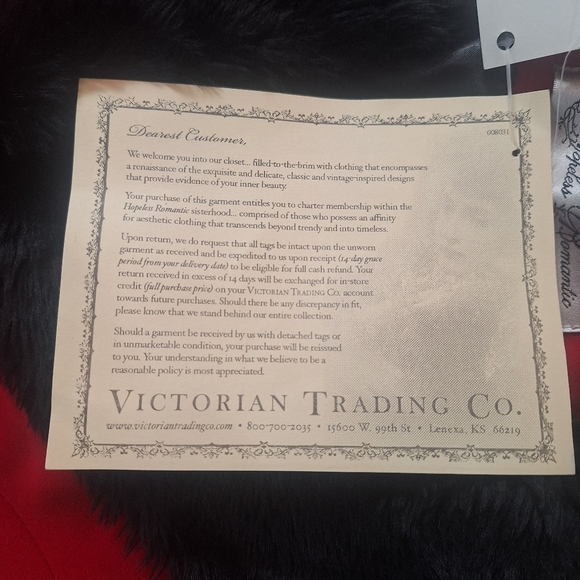 Dearest Customer,
008031
We welcome you into our closet... filled-to-the-brim with clothing that encompasses
a renaissance of the exquisite and delicate, classic and vintage-inspired designs
that provide evidence of your inner beauty.
Your purchase of this garment entitles you to charter membership within the
Hopeless Romantic sisterhood... comprised of those who possess an affinity
for aesthetic clothing that transcends beyond trendy and into timeless.
Upon return, we do request that all tags be intact upon the unworn
garment as received and be expedited to us upon receipt (14-day grace
period from your delivery date) to be eligible for full cash refund. Your
return received in excess of 14 days will be exchanged for in-store
credit (full purchase price) on your VICTORIAN TRADING CO. account
towards future purchases. Should there be any discrepancy in fit,
please know that we stand behind our entire collection.
Should a garment be received by us with detached tags or
in unmarketable condition, your purchase will be reissued
to you. Your understanding in what we believe to be a
reasonable policy is most appreciated.
VICTORIAN TRADING CO.
www.victoriantradingco.com • 800-700-2035 • 15600 W. 99th St • Lenexa, KS 66219
Hopeless Romantic